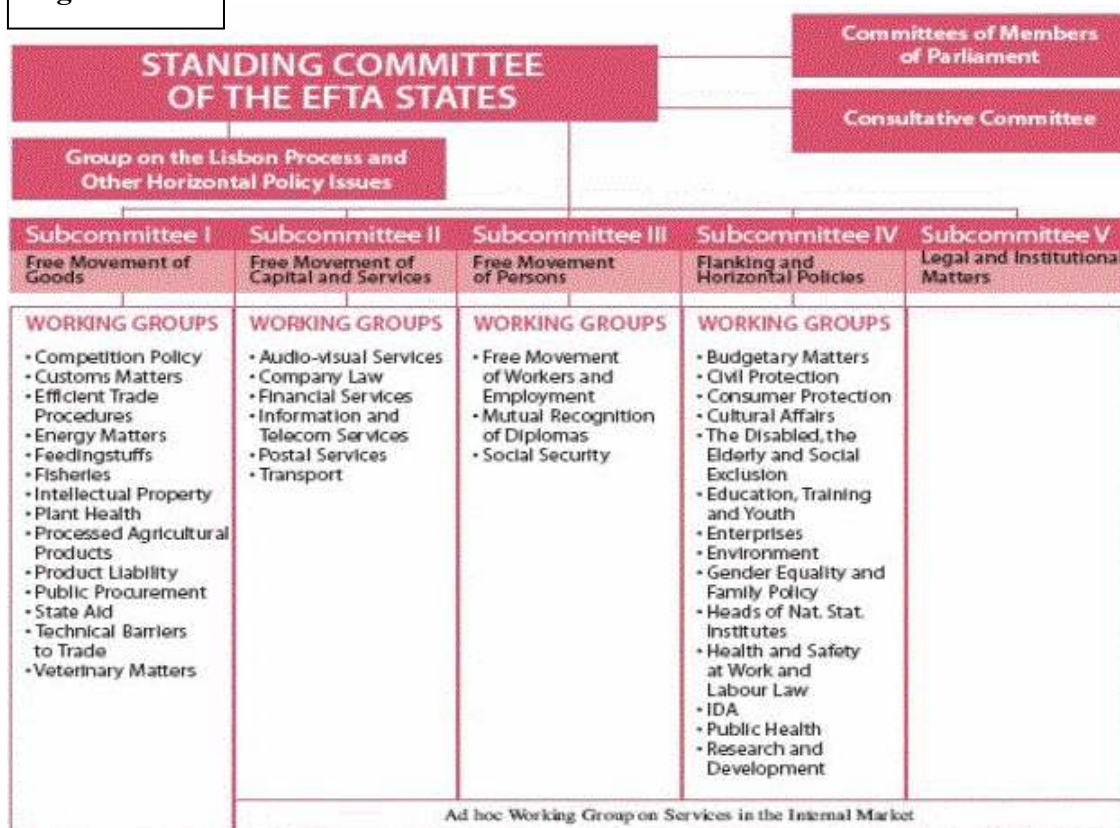 STANDING COMMITTEE
OF THE EFTA STATES
Committees of Members
of Parliament
Consultative Committee
Group on the Lisbon Process and
Other Horizontal Policy Issues
Subcommittee I
Free Movement of
Goods
WORKING GROUPS
• Competition Policy
• Customs Matters
• Efficient Trade
Procedures
• Energy Matters
• Feedingstuffs
• Fisheries
• Intellectual Property
• Plant Health
• Processed Agricultural
Products
• Product Liability
• Public Procurement
• State Aid
• Technical Barriers
to Trade
• Veterinary Matters
Subcommittee II
Free Movement of
Capital and Services
WORKING GROUPS
• Audio-visual Services
• Company Law
• Financial Services
• Information and
Telecom Services
• Postal Services
• Transport
Subcommittee III
Free Movement
of Persons
WORKING GROUPS
• Free Movement
of Workers and
Employment
• Mutual Recognition
of Diplomas
• Social Security
Subcommittee IV
Flanking and
Horizontal Policies
WORKING GROUPS
• Budgetary Matters
• Civil Protection
• Consumer Protection
• Cultural Affairs
• The Disabled, the
Elderly and Social
Exclusion
• Education, Training
and Youth
• Enterprises
• Environment
• Gender Equality and
Family Policy
• Heads of Nat. Stat.
Institutes
• Health and Safety
at Work and
Labour Law
• IDA
• Public Health
• Research and
Development
Subcommittee V
Legal and Institutional
Matters
Ad hoc Working Group on Services in the Internal Market